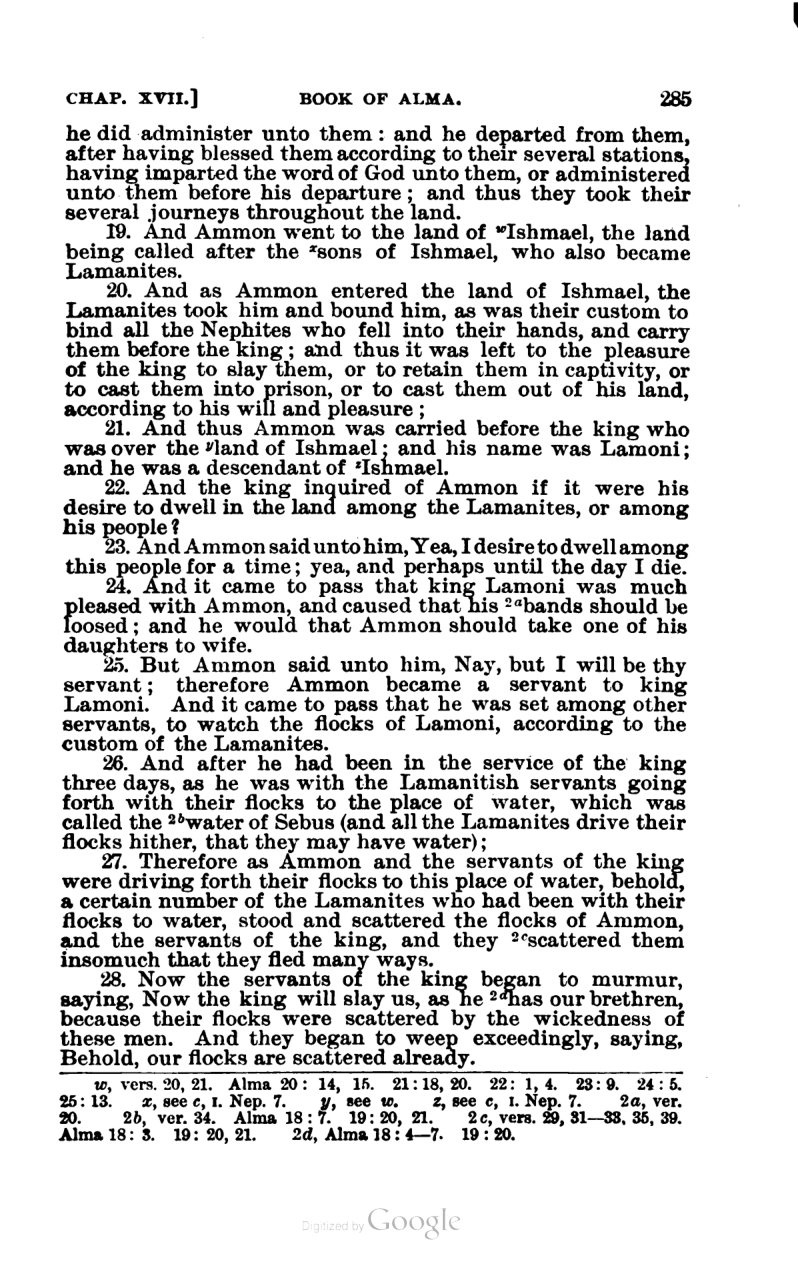 CHAP. XVII.] BOOK OF ALMA. 285
he did administer unto them : and he departed from them,
after having blessed them according to their several stations,
having imparted the word of God unto them, or administered
unto them before his departure ; and thus they took their
several journeys throughout the land.
19. And Ammon went to the land of ʷIshmael, the land
being called after the ˣsons of Ishmael, who also became
Lamanites.
20. And as Ammon entered the land of Ishmael, the
Lamanites took him and bound him, as was their custom to
bind all the Nephites who fell into their hands, and carry
them before the king ; and thus it was left to the pleasure
of the king to slay them, or to retain them in captivity, or
to cast them into prison, or to cast them out of his land,
according to his will and pleasure ;
21. And thus Ammon was carried before the king who
was over the ʸland of Ishmael ; and his name was Lamoni ;
and he was a descendant of ᶻIshmael.
22. And the king inquired of Ammon if it were his
desire to dwell in the land among the Lamanites, or among
his people ?
23. And Ammon said unto him, Yea, I desire to dwell among
this people for a time ; yea, and perhaps until the day I die.
24. And it came to pass that king Lamoni was much
pleased with Ammon, and caused that his ²ᵃbands should be
loosed ; and he would that Ammon should take one of his
daughters to wife.
25. But Ammon said unto him, Nay, but I will be thy
servant ; therefore Ammon became a servant to king
Lamoni. And it came to pass that he was set among other
servants, to watch the flocks of Lamoni, according to the
custom of the Lamanites.
26. And after he had been in the service of the king
three days, as he was with the Lamanitish servants going
forth with their flocks to the place of water, which was
called the ²ᵇwater of Sebus (and all the Lamanites drive their
flocks hither, that they may have water) ;
27. Therefore as Ammon and the servants of the king
were driving forth their flocks to this place of water, behold,
a certain number of the Lamanites who had been with their
flocks to water, stood and scattered the flocks of Ammon,
and the servants of the king, and they ²ᶜscattered them
insomuch that they fled many ways.
28. Now the servants of the king began to murmur,
saying, Now the king will slay us, as he ²ᵈhas our brethren,
because their flocks were scattered by the wickedness of
these men. And they began to weep exceedingly, saying,
Behold, our flocks are scattered already.
w, vers. 20, 21. Alma 20 : 14, 15. 21 : 18, 20. 22 : 1, 4. 23 : 9. 24 : 5.
25 : 13. x, see c, I. Nep. 7. y, see w. z, see c, I. Nep. 7. 2a, ver.
20. 2b, ver. 34. Alma 18 : 7. 19 : 20, 21. 2c, vers. 29, 31—33, 35, 39.
Alma 18 : 3. 19 : 20, 21. 2d, Alma 18 : 4—7. 19 : 20.
Digitized by Google